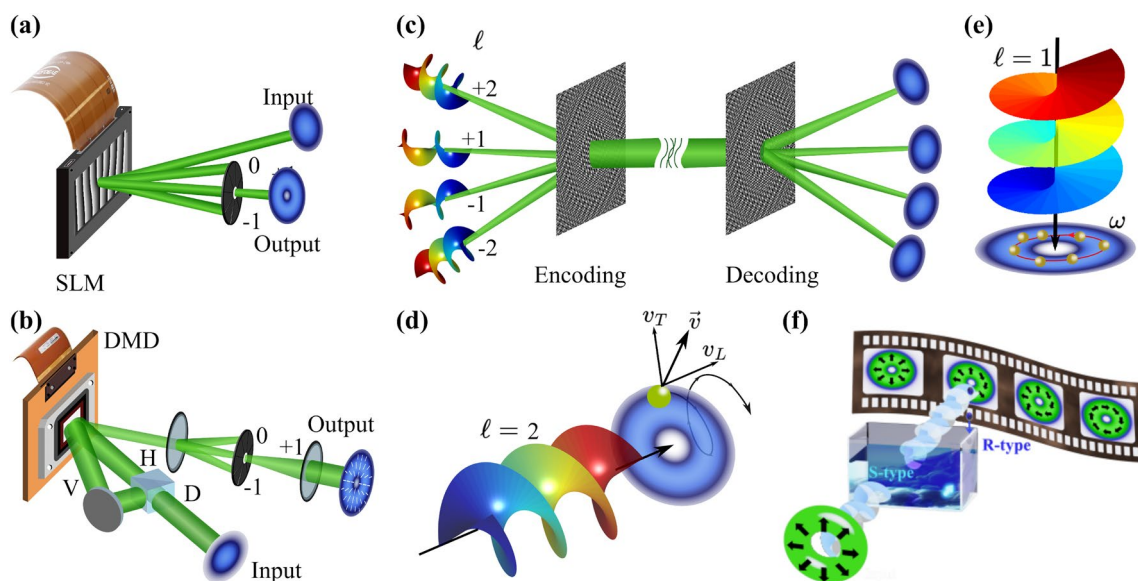 (a)
Input
0
-1
Output
SLM
(b)
DMD
H
V
D
0
+1
-1
Output
Input
(c)
ℓ
+2
+1
-1
-2
Encoding
Decoding
(d)
v_T
v⃗
v_L
ℓ = 2
(e)
ℓ = 1
ω
(f)
R-type
S-type